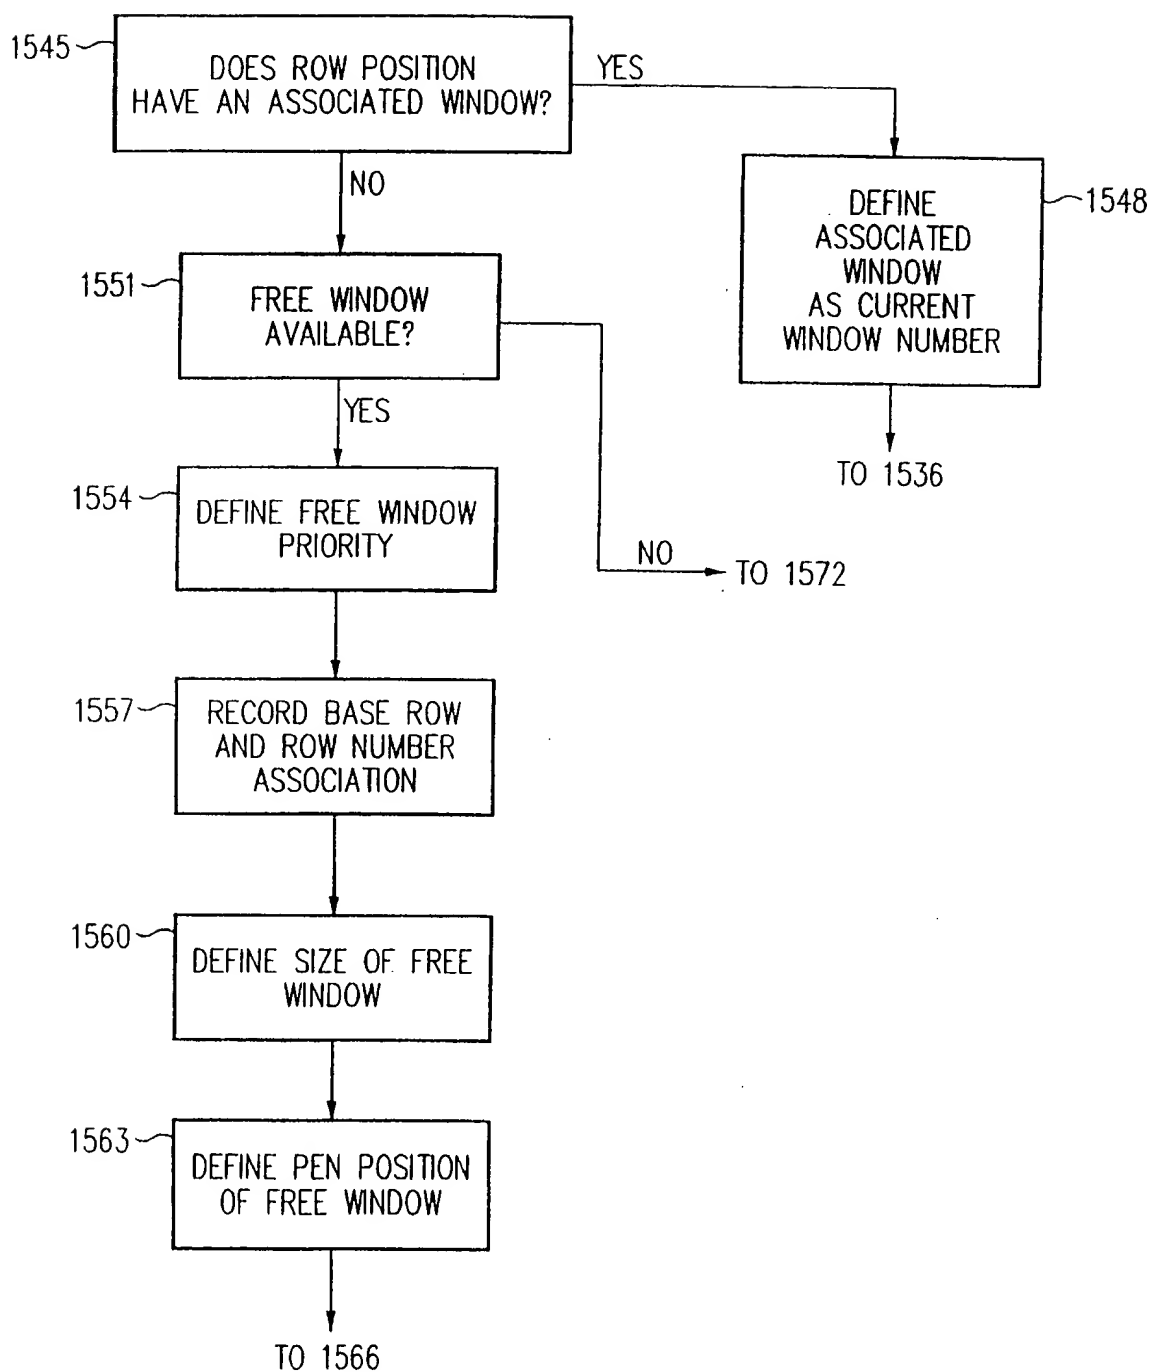 1545
DOES ROW POSITION
HAVE AN ASSOCIATED WINDOW?
YES
NO
1548
DEFINE
ASSOCIATED
WINDOW
AS CURRENT
WINDOW NUMBER
TO 1536
1551
FREE WINDOW
AVAILABLE?
YES
NO
TO 1572
1554
DEFINE FREE WINDOW
PRIORITY
1557
RECORD BASE ROW
AND ROW NUMBER
ASSOCIATION
1560
DEFINE SIZE OF FREE
WINDOW
1563
DEFINE PEN POSITION
OF FREE WINDOW
TO 1566